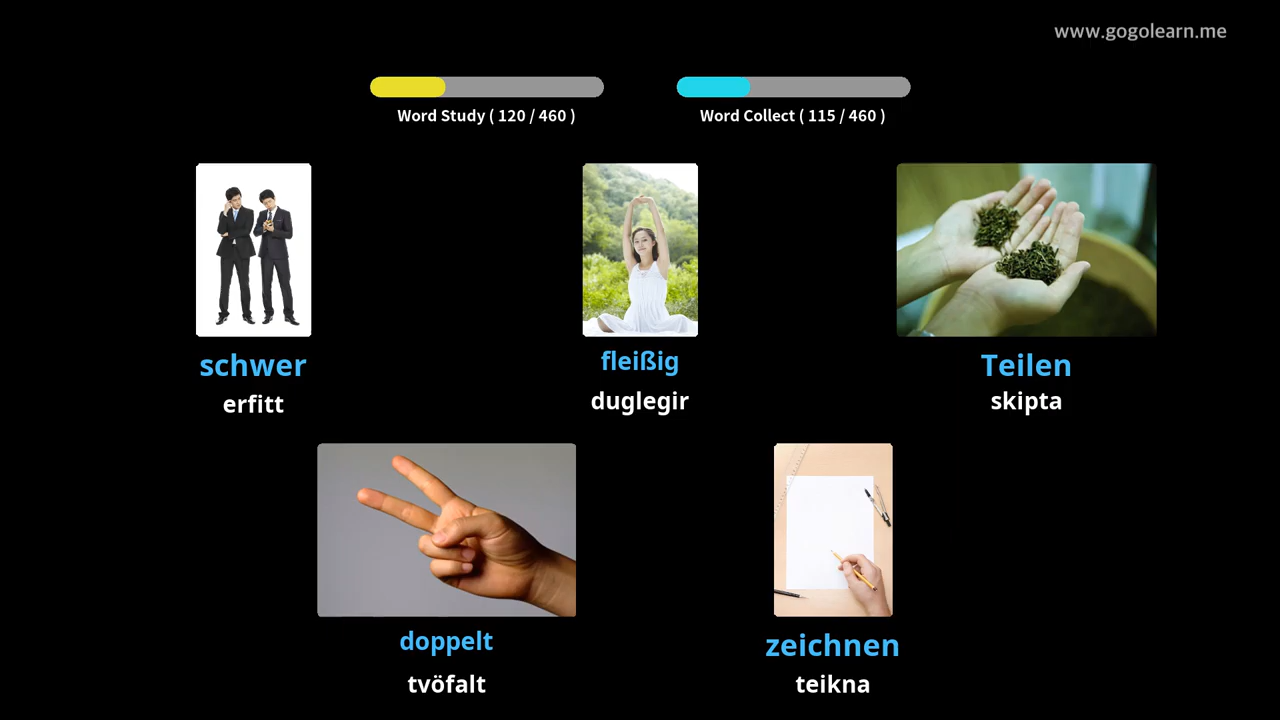 www.gogolearn.me
Word Study ( 120 / 460 )
Word Collect ( 115 / 460 )
schwer
erfitt
fleißig
duglegir
Teilen
skipta
doppelt
tvöfalt
zeichnen
teikna